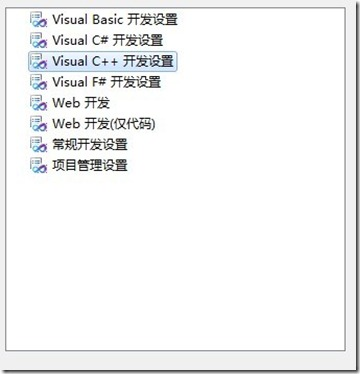 Visual Basic 开发设置
Visual C# 开发设置
Visual C++ 开发设置
Visual F# 开发设置
Web 开发
Web 开发(仅代码)
常规开发设置
项目管理设置